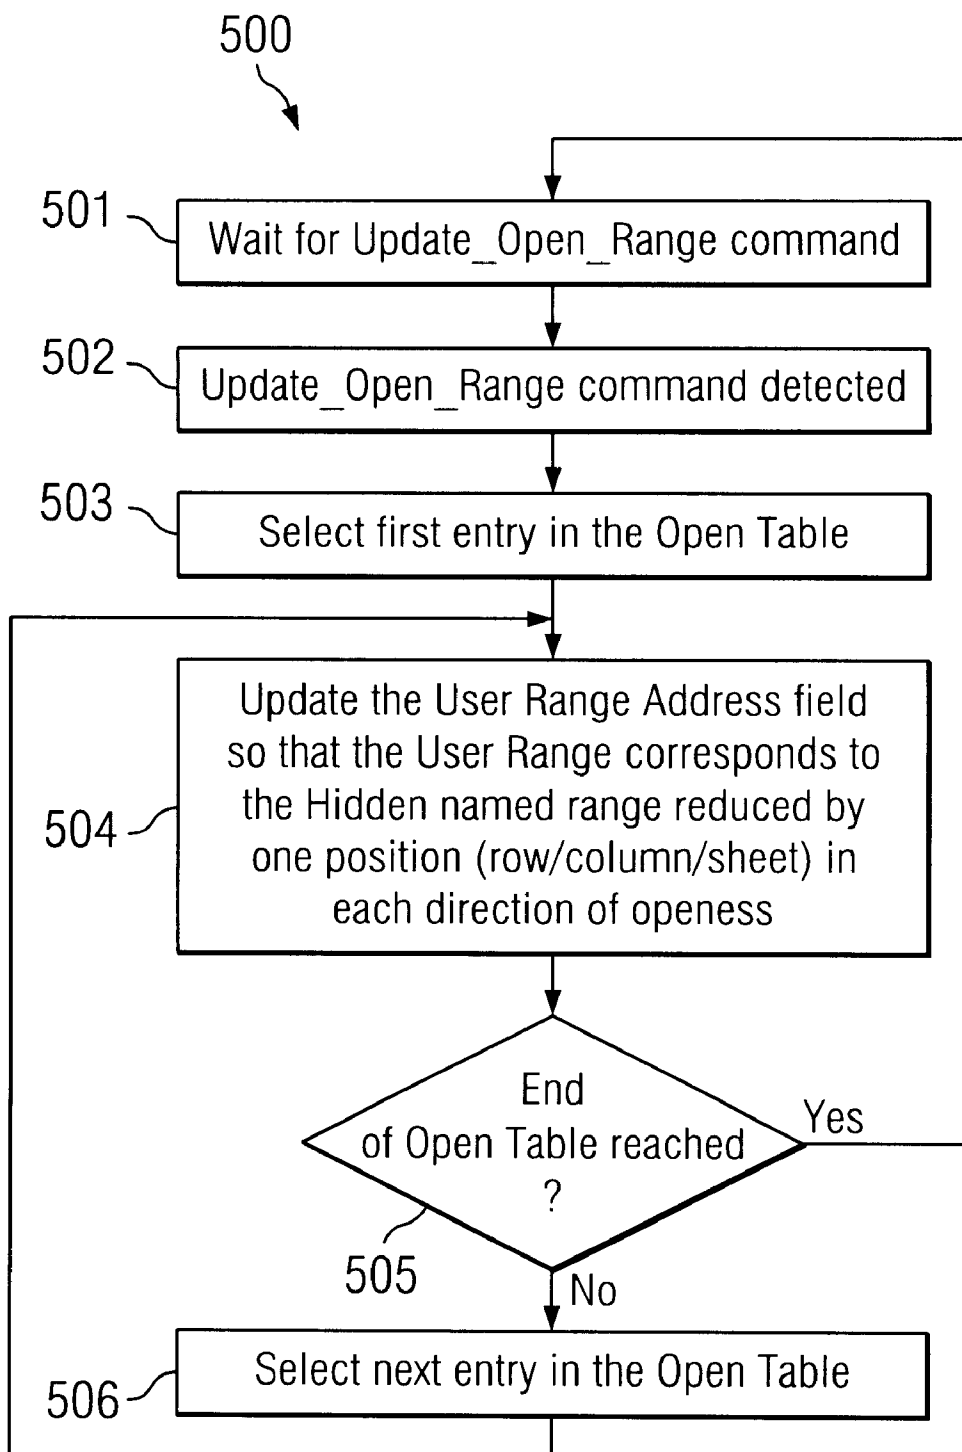 500
501
Wait for Update_Open_Range command
502
Update_Open_Range command detected
503
Select first entry in the Open Table
504
Update the User Range Address field
so that the User Range corresponds to
the Hidden named range reduced by
one position (row/column/sheet) in
each direction of openess
End
of Open Table reached
?
Yes
505
No
506
Select next entry in the Open Table